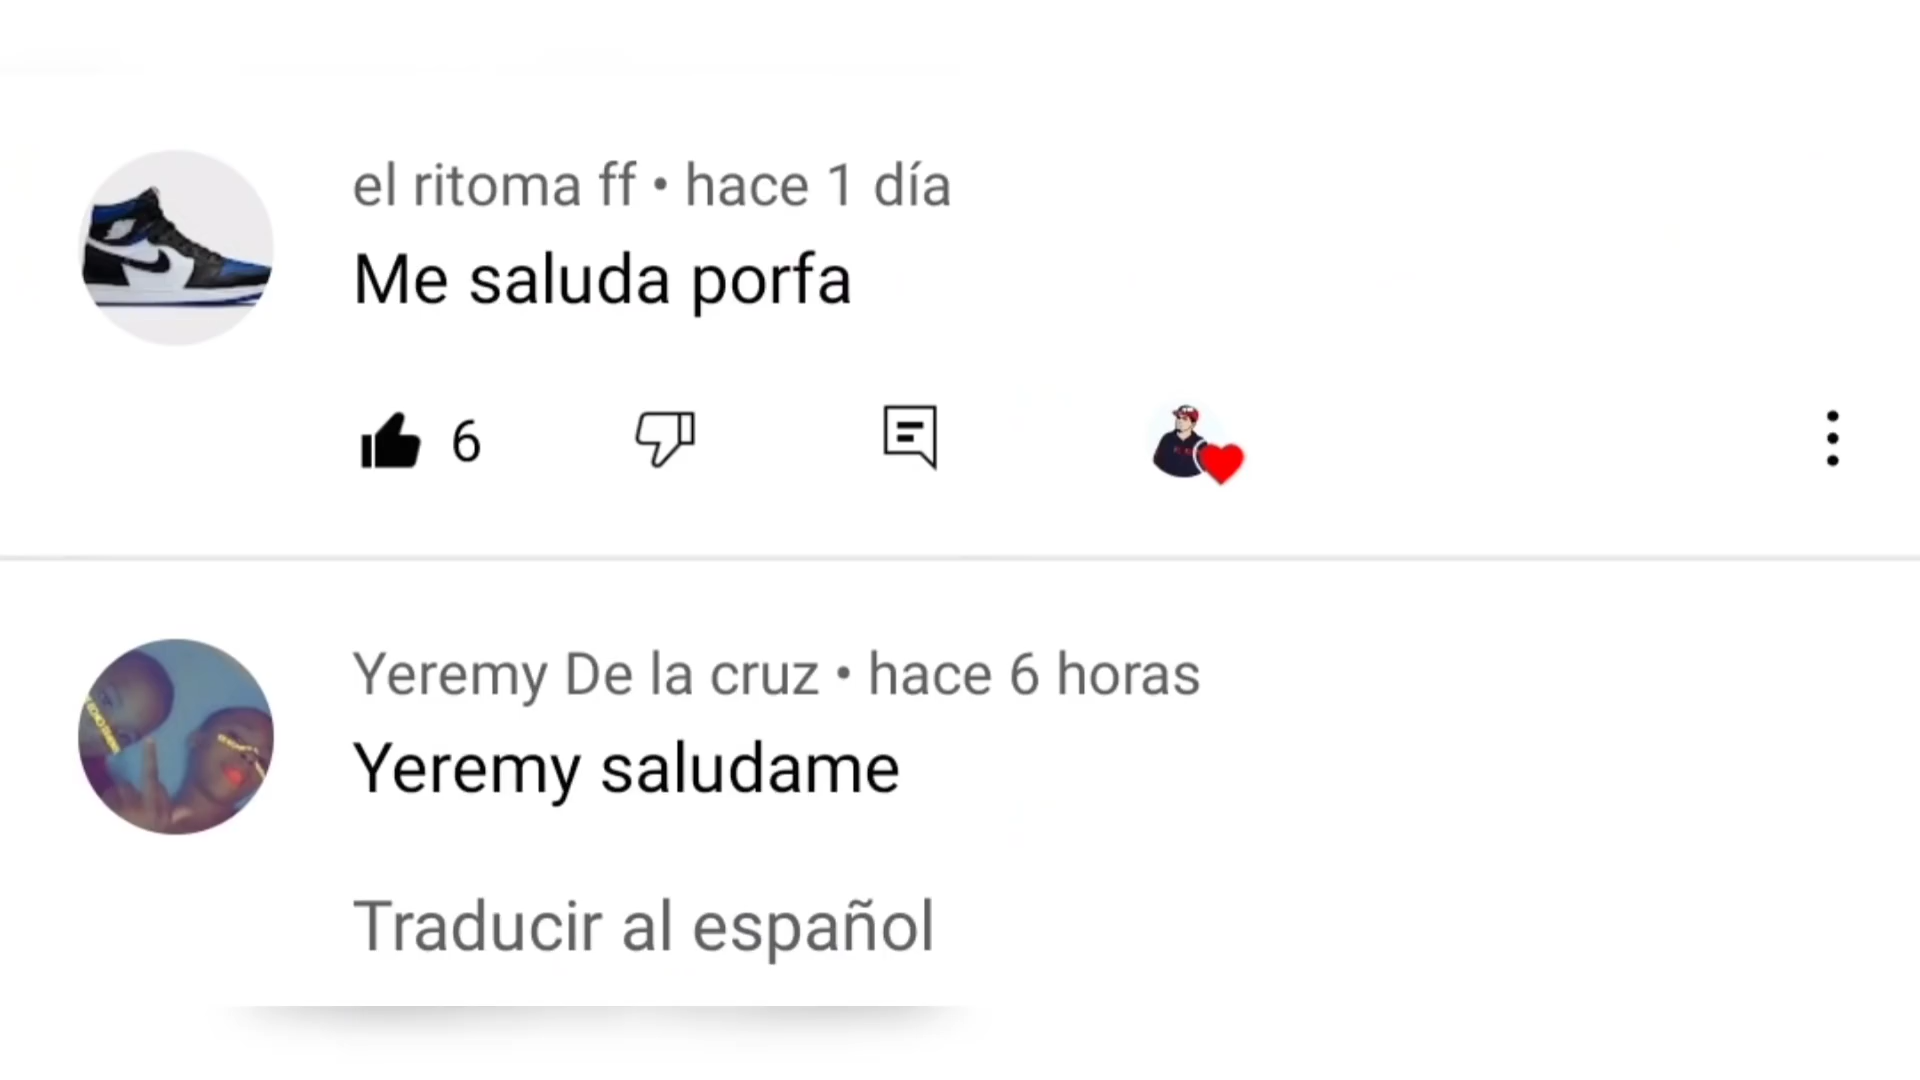 el ritoma ff • hace 1 día
Me saluda porfa
6
Yeremy De la cruz • hace 6 horas
Yeremy saludame
Traducir al español